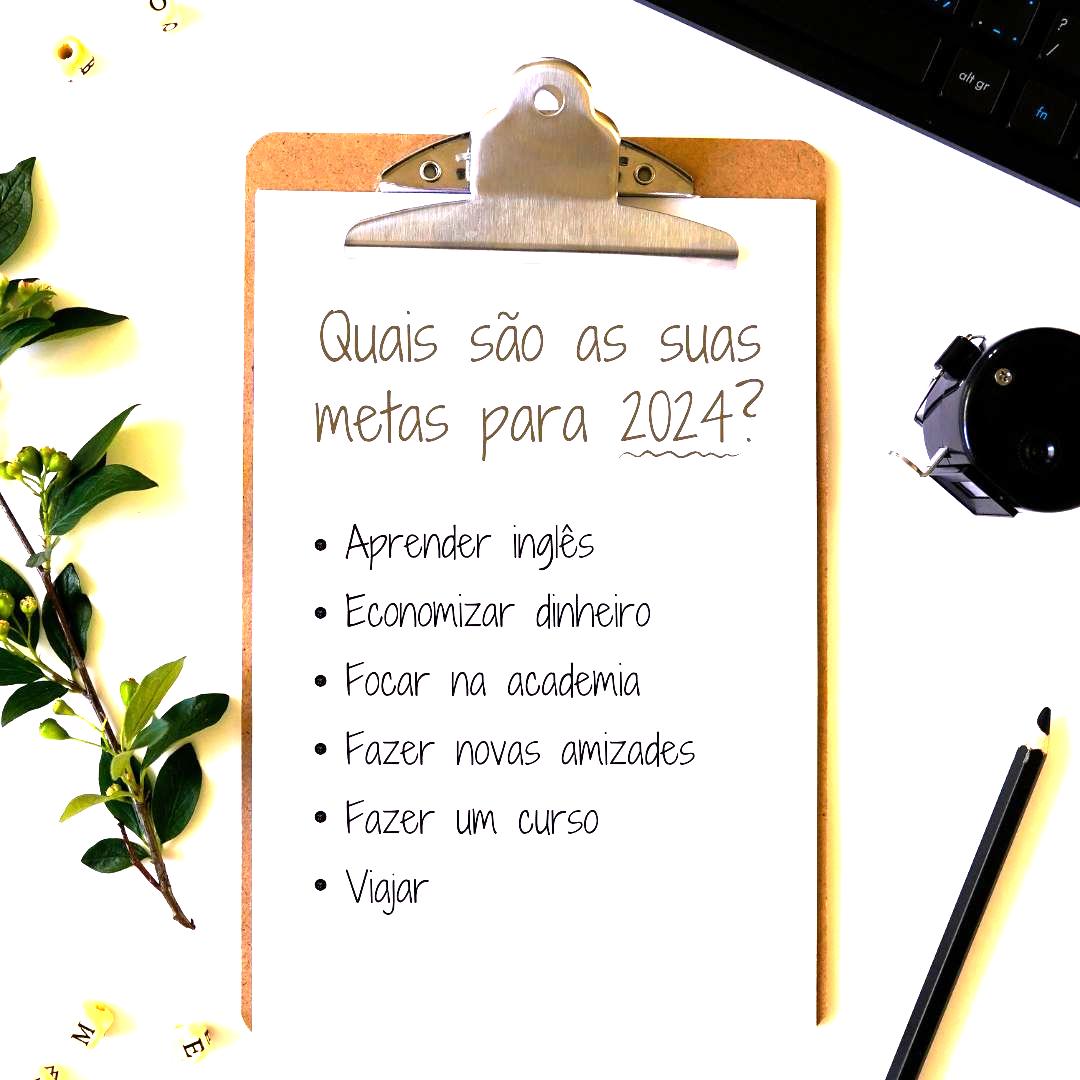 alt gr
fn
?
/
Quais são as suas
metas para 2024?
• Aprender inglês
• Economizar dinheiro
• Focar na academia
• Fazer novas amizades
• Fazer um curso
• Viajar
M
E